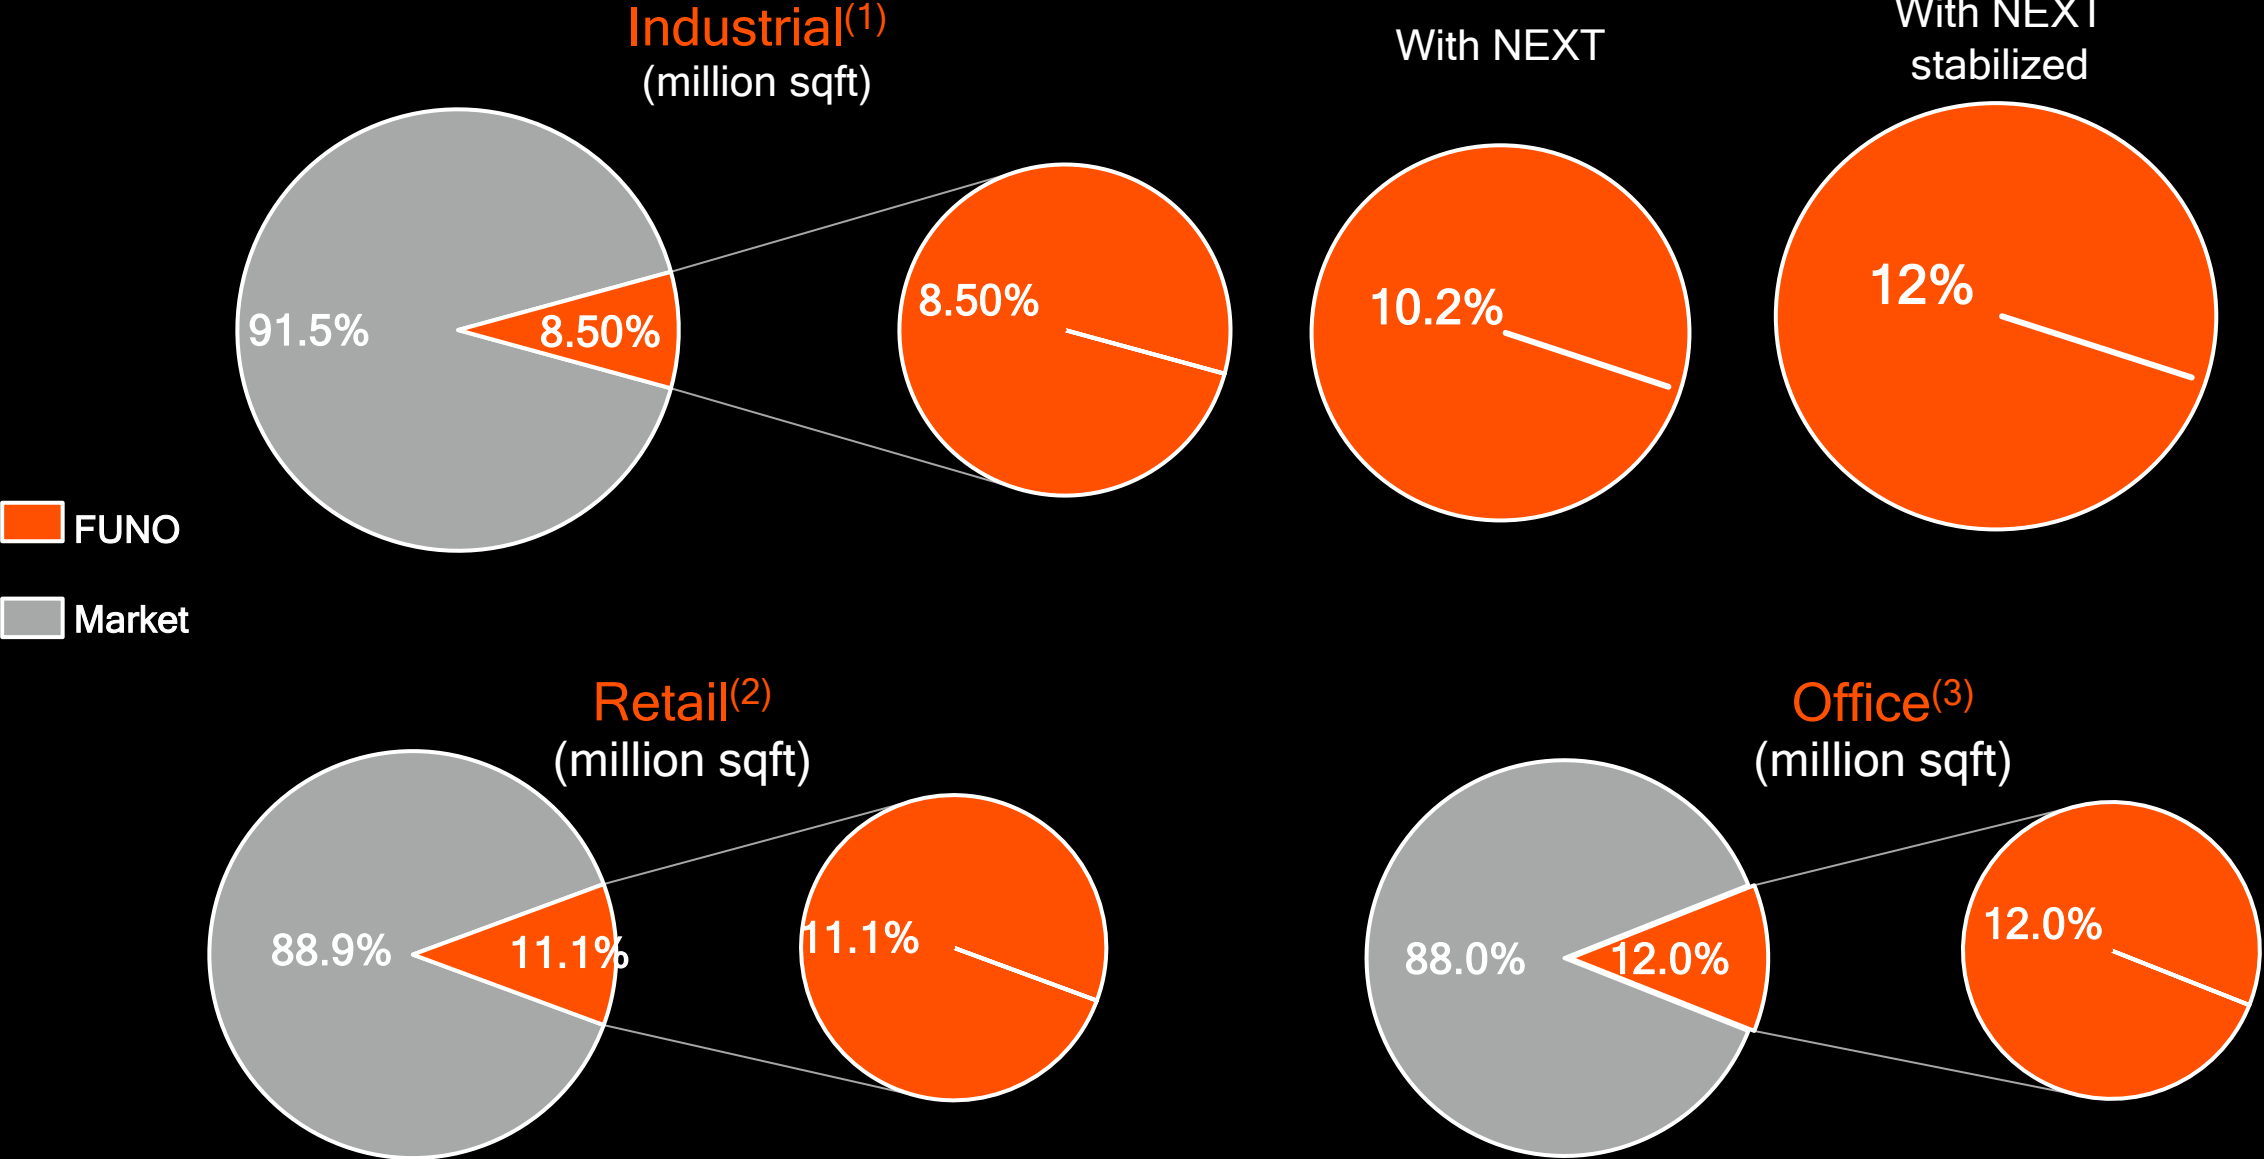 Industrial(1)
(million sqft)
With NEXT
With NEXT
stabilized
91.5%
8.50%
8.50%
10.2%
12%
FUNO
Market
Retail(2)
(million sqft)
88.9%
11.1%
11.1%
Office(3)
(million sqft)
88.0%
12.0%
12.0%